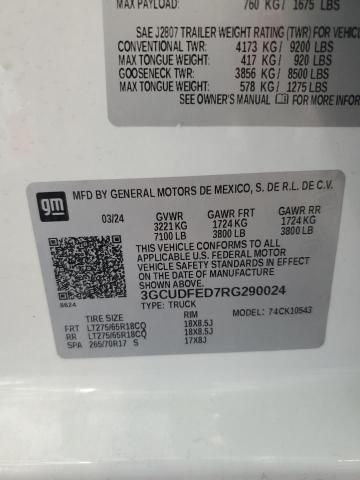 MAX PAYLOAD: 760 KG / 1675 LBS
SAE J2807 TRAILER WEIGHT RATING (TWR) FOR VEHIC
CONVENTIONAL TWR: 4173 KG / 9200 LBS
MAX TONGUE WEIGHT: 417 KG / 920 LBS
GOOSENECK TWR: 3856 KG / 8500 LBS
MAX TONGUE WEIGHT: 578 KG / 1275 LBS
SEE OWNER'S MANUAL FOR MORE INFOR
gm
MFD BY GENERAL MOTORS DE MEXICO, S. DE R.L. DE C.V.
03/24 GVWR GAWR FRT GAWR RR
3221 KG 1724 KG 1724 KG
7100 LB 3800 LB 3800 LB
THIS VEHICLE CONFORMS TO ALL
APPLICABLE U.S. FEDERAL MOTOR
VEHICLE SAFETY STANDARDS IN
EFFECT ON THE DATE OF MANUFACTURE
SHOWN ABOVE.
3GCUDFED7RG290024
8624
TYPE: TRUCK
TIRE SIZE RIM MODEL: 74CK10543
FRT LT275/65R18CQ 18X8.5J
RR LT275/65R18CQ 18X8.5J
SPA 265/70R17 S 17X8J